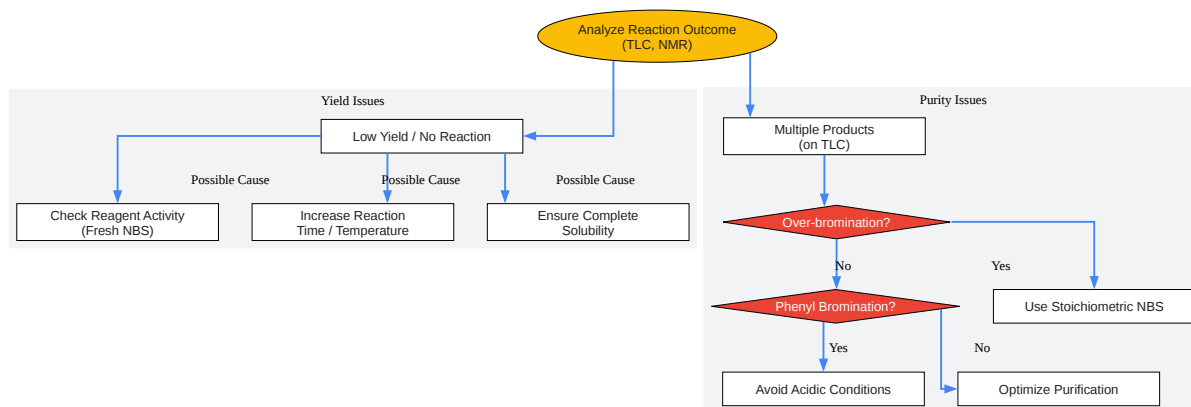 Analyze Reaction Outcome
(TLC, NMR)
Yield Issues
Low Yield / No Reaction
Possible Cause
Possible Cause
Possible Cause
Check Reagent Activity
(Fresh NBS)
Increase Reaction
Time / Temperature
Ensure Complete
Solubility
Purity Issues
Multiple Products
(on TLC)
Over-bromination?
No
Yes
Phenyl Bromination?
Use Stoichiometric NBS
Yes
No
Avoid Acidic Conditions
Optimize Purification